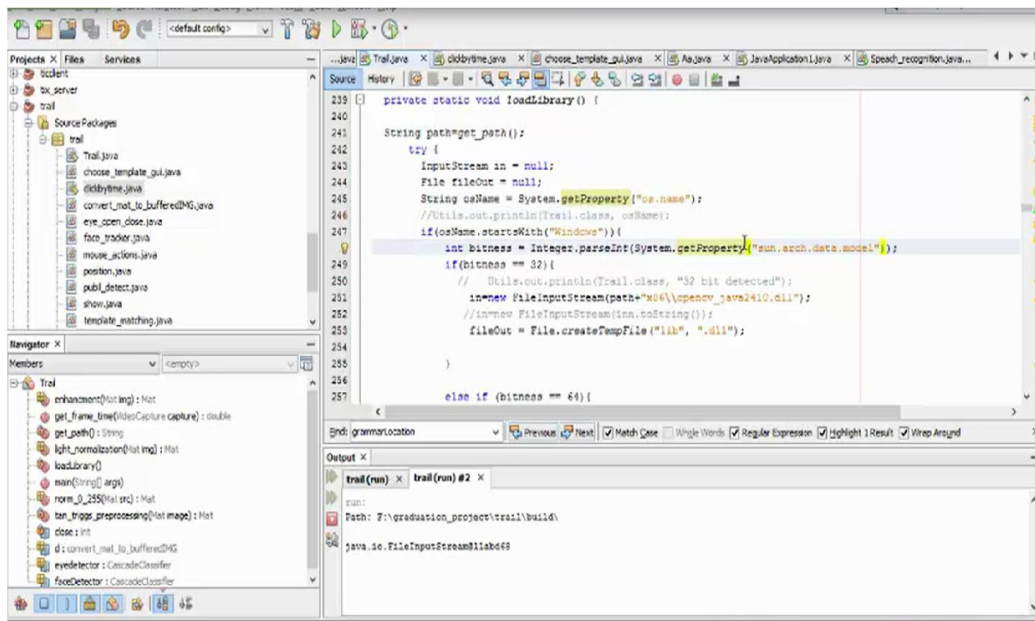 <default config>
Projects
Files
Services
...java
Trail.java
clickbytime.java
choose_template_gui.java
Aa.java
JavaApplication1.java
Speach_recognition.java...
Source
History
ticclient
tix_server
trail
Source Packages
trail
Trail.java
choose_template_gui.java
clickbytime.java
convert_mat_to_bufferedIMG.java
eye_open_close.java
face_tracker.java
mouse_actions.java
position.java
pubil_detect.java
show.java
template_matching.java
239 private static void loadLibrary() {
240
241 String path=get_path();
242 try {
243 InputStream in = null;
244 File fileOut = null;
245 String osName = System.getProperty("os.name");
246 //Utils.out.println(Trail.class, osName);
247 if(osName.startsWith("Windows")){
int bitness = Integer.parseInt(System.getProperty("sun.arch.data.model"));
249 if(bitness == 32){
250 // Utils.out.println(Trail.class, "32 bit detected");
251 in=new FileInputStream(path+"x86\\opencv_java2410.dll");
252 //in=new FileInputStream(inn.toString());
253 fileOut = File.createTempFile("lib", ".dll");
254
255 }
256
257 else if (bitness == 64){
Navigator
Members
<empty>
Trail
enhancment(Mat img) : Mat
get_frame_time(VideoCapture capture) : double
get_path() : String
light_normalization(Mat img) : Mat
loadLibrary()
main(String[] args)
norm_0_255(Mat src) : Mat
tan_triggs_preprocessing(Mat image) : Mat
close : int
d : convert_mat_to_bufferedIMG
eyedetector : CascadeClassifier
faceDetector : CascadeClassifier
Find: grammarLocation
Previous
Next
Match Case
Whole Words
Regular Expression
Highlight 1 Result
Wrap Around
Output
trail (run)
trail (run) #2
run:
Path: F:\graduation_project\trail\build\
java.io.FileInputStream@11abd68